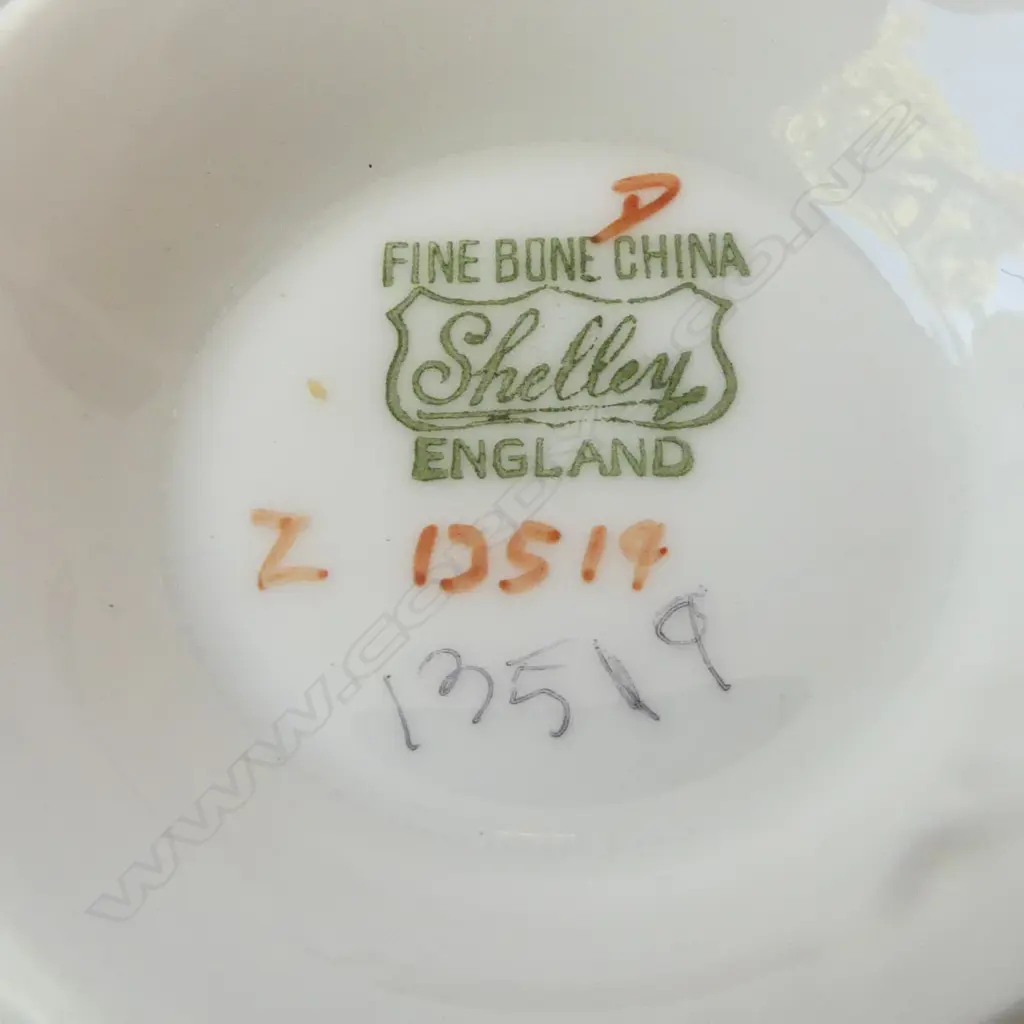 D
FINE BONE CHINA
Shelley
ENGLAND
Z 13519
13519